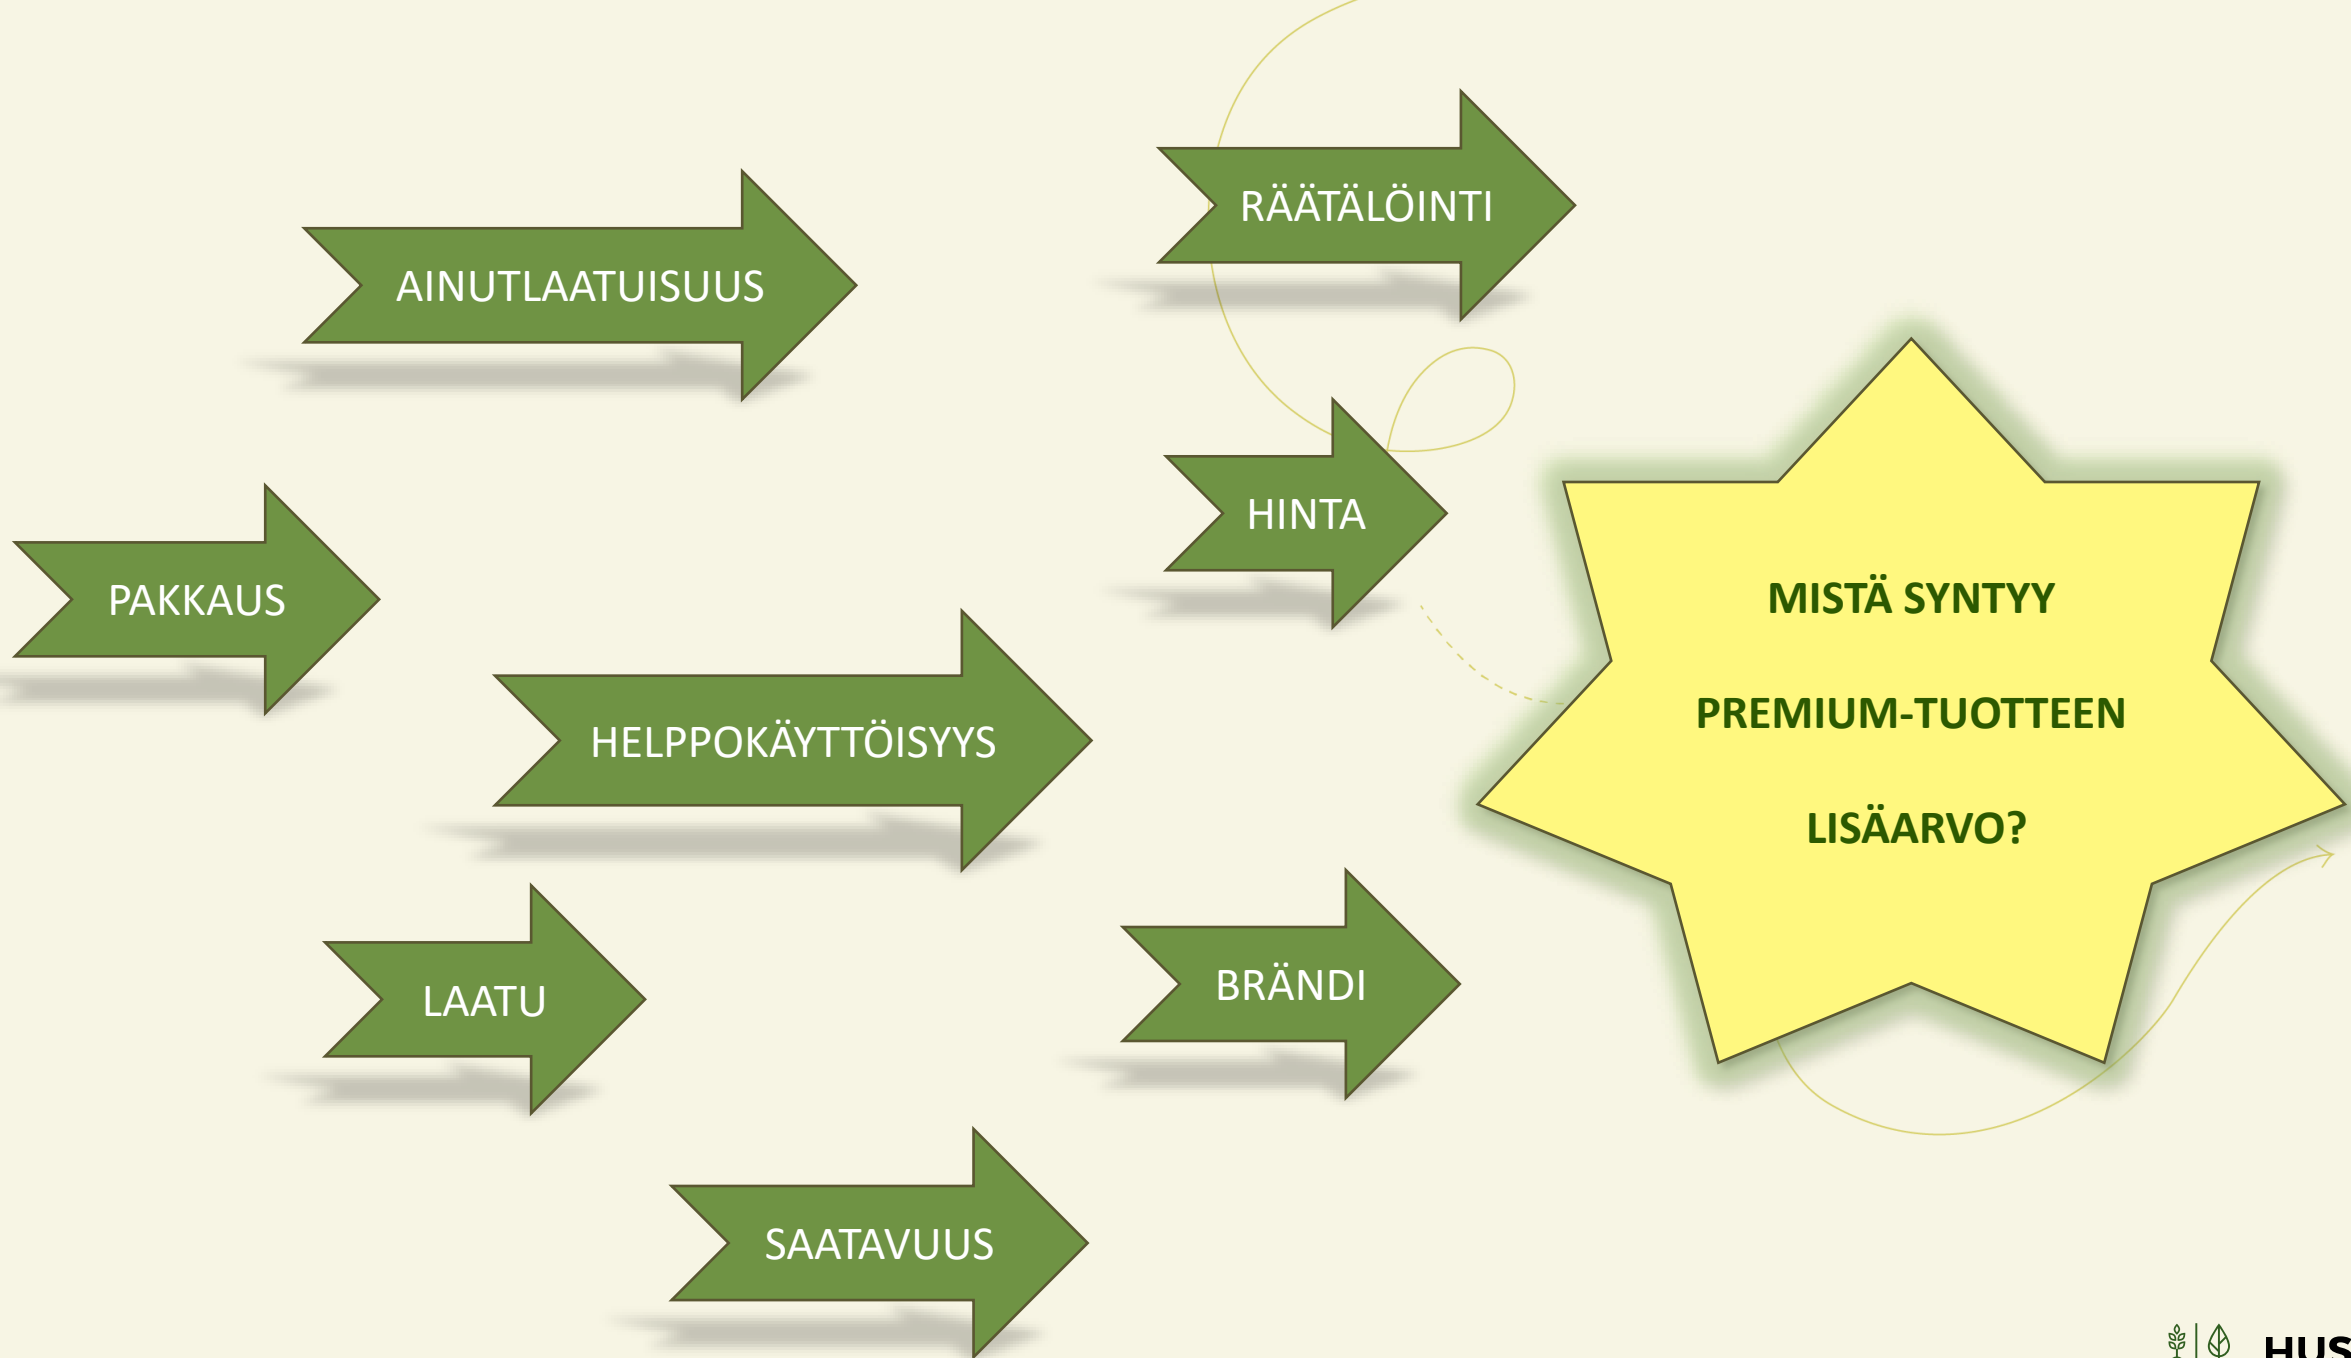 RÄÄTÄLÖINTI
AINUTLAATUISUUS
HINTA
PAKKAUS
HELPPOKÄYTTÖISYYS
MISTÄ SYNTYY
PREMIUM-TUOTTEEN
LISÄARVO?
LAATU
BRÄNDI
SAATAVUUS